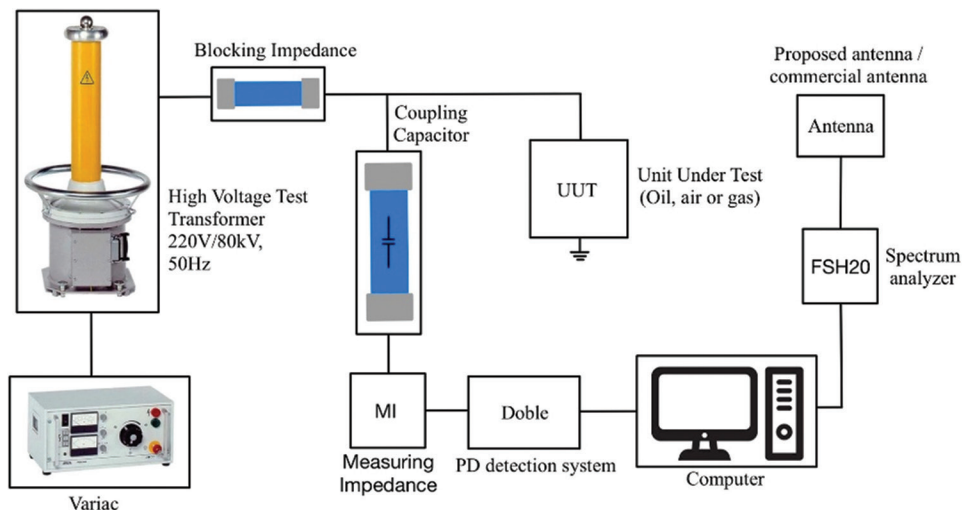 Blocking Impedance
Proposed antenna /
commercial antenna
Coupling
Capacitor
Antenna
High Voltage Test
Transformer
220V/80kV,
50Hz
UUT
Unit Under Test
(Oil, air or gas)
FSH20
Spectrum
analyzer
MI
Doble
Measuring
Impedance
PD detection system
Computer
Variac